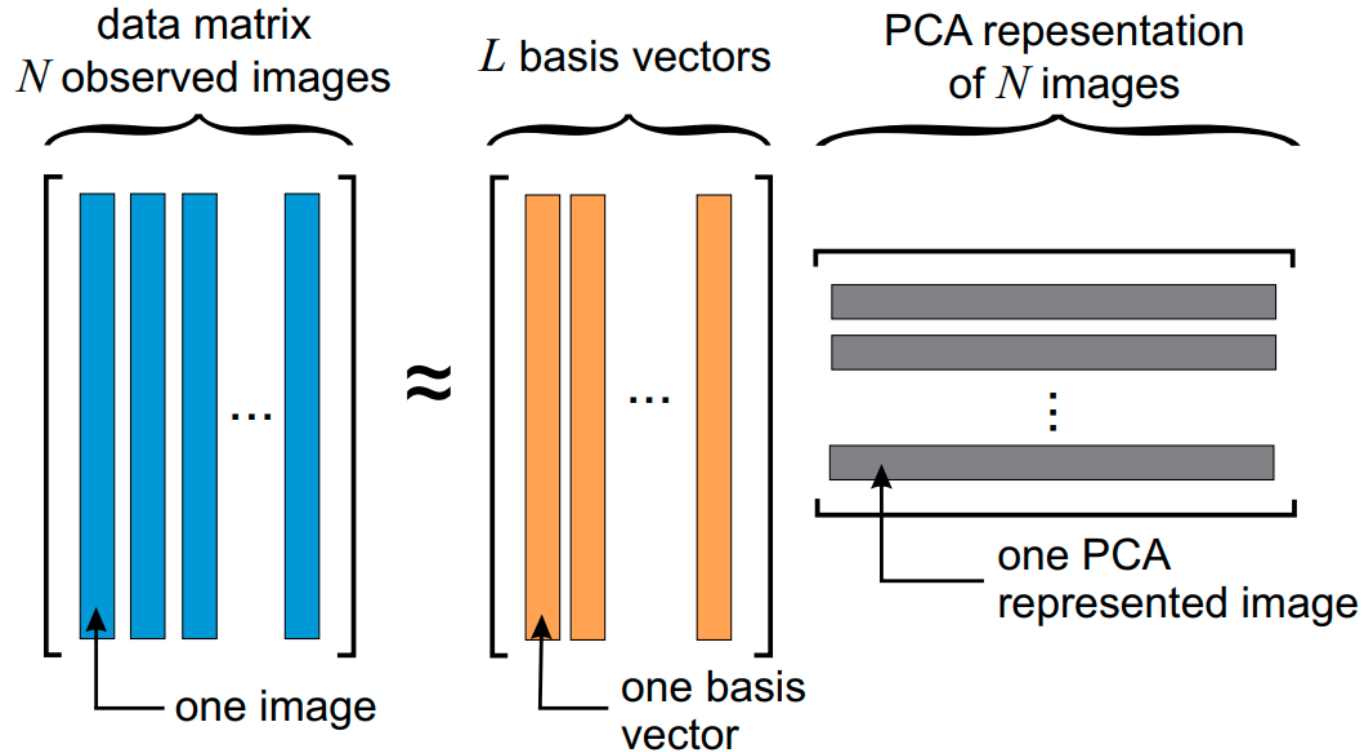 data matrix
N observed images
L basis vectors
PCA repesentation
of N images
...
≈
...
⋮
one image
one basis
vector
one PCA
represented image